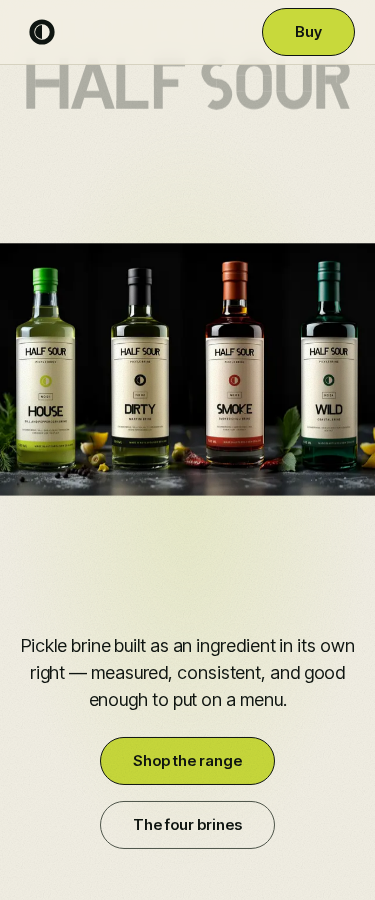 Buy
HALF SOUR
HALF SOUR
HOUSE
HALF SOUR
DIRTY
HALF SOUR
SMOKE
HALF SOUR
WILD
Pickle brine built as an ingredient in its own
right — measured, consistent, and good
enough to put on a menu.
Shop the range
The four brines